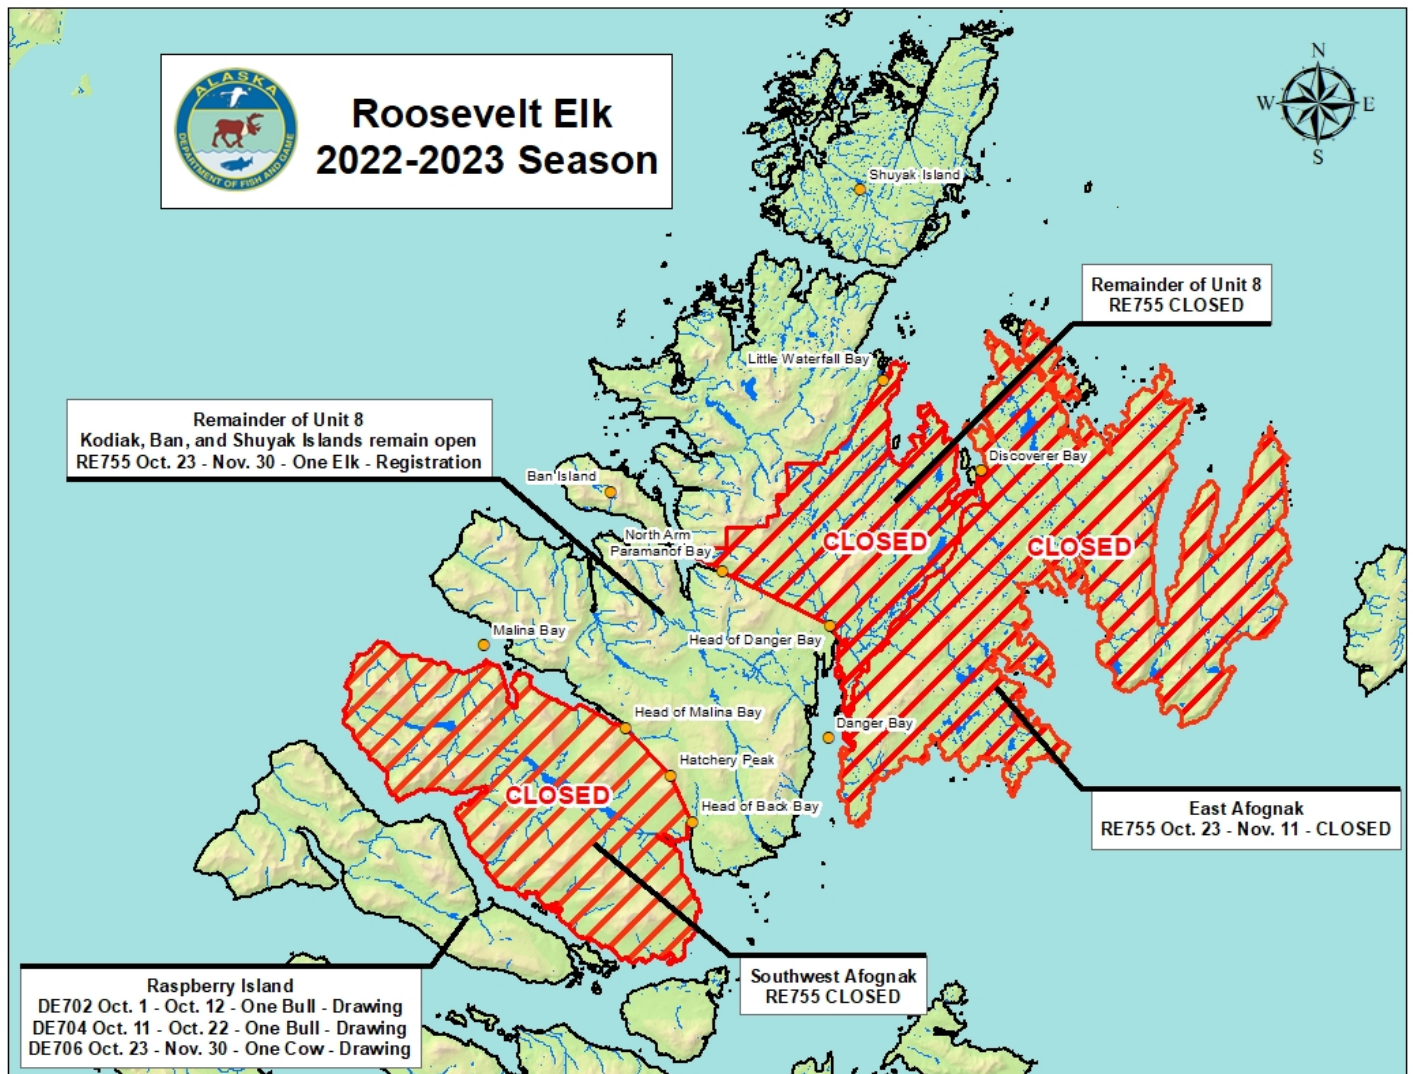 ALASKA
DEPARTMENT OF FISH AND GAME
Roosevelt Elk
2022-2023 Season
N
W
E
S
Shuyak Island
Remainder of Unit 8
RE755 CLOSED
Little Waterfall Bay
Remainder of Unit 8
Kodiak, Ban, and Shuyak Islands remain open
RE755 Oct. 23 - Nov. 30 - One Elk - Registration
Discoverer Bay
Ban Island
North Arm
Paramanof Bay
CLOSED
CLOSED
Malina Bay
Head of Danger Bay
Head of Malina Bay
Danger Bay
Hatchery Peak
CLOSED
Head of Back Bay
East Afognak
RE755 Oct. 23 - Nov. 11 - CLOSED
Southwest Afognak
RE755 CLOSED
Raspberry Island
DE702 Oct. 1 - Oct. 12 - One Bull - Drawing
DE704 Oct. 11 - Oct. 22 - One Bull - Drawing
DE706 Oct. 23 - Nov. 30 - One Cow - Drawing